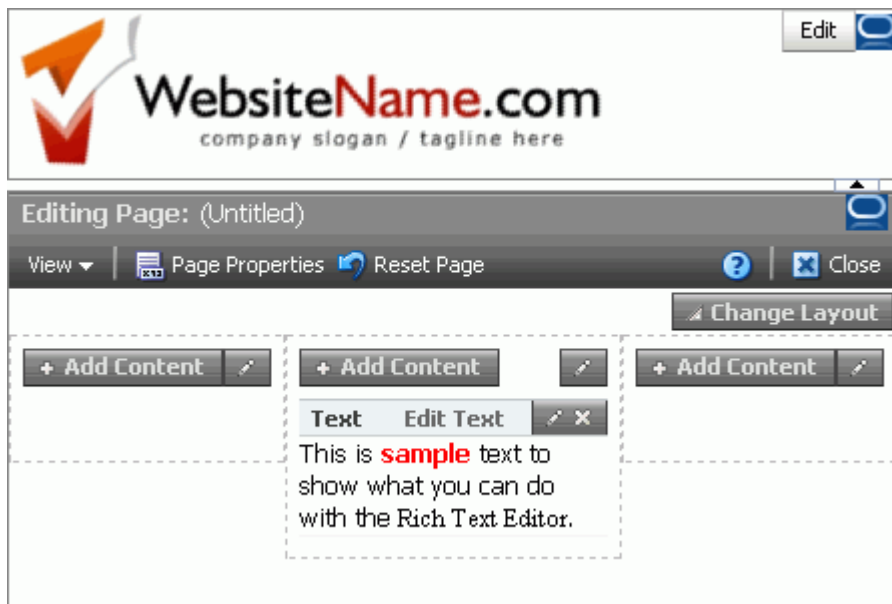 Edit
WebsiteName.com
company slogan / tagline here
Editing Page: (Untitled)
View Page Properties Reset Page ? Close
Change Layout
+ Add Content + Add Content + Add Content
Text Edit Text
This is sample text to
show what you can do
with the Rich Text Editor.